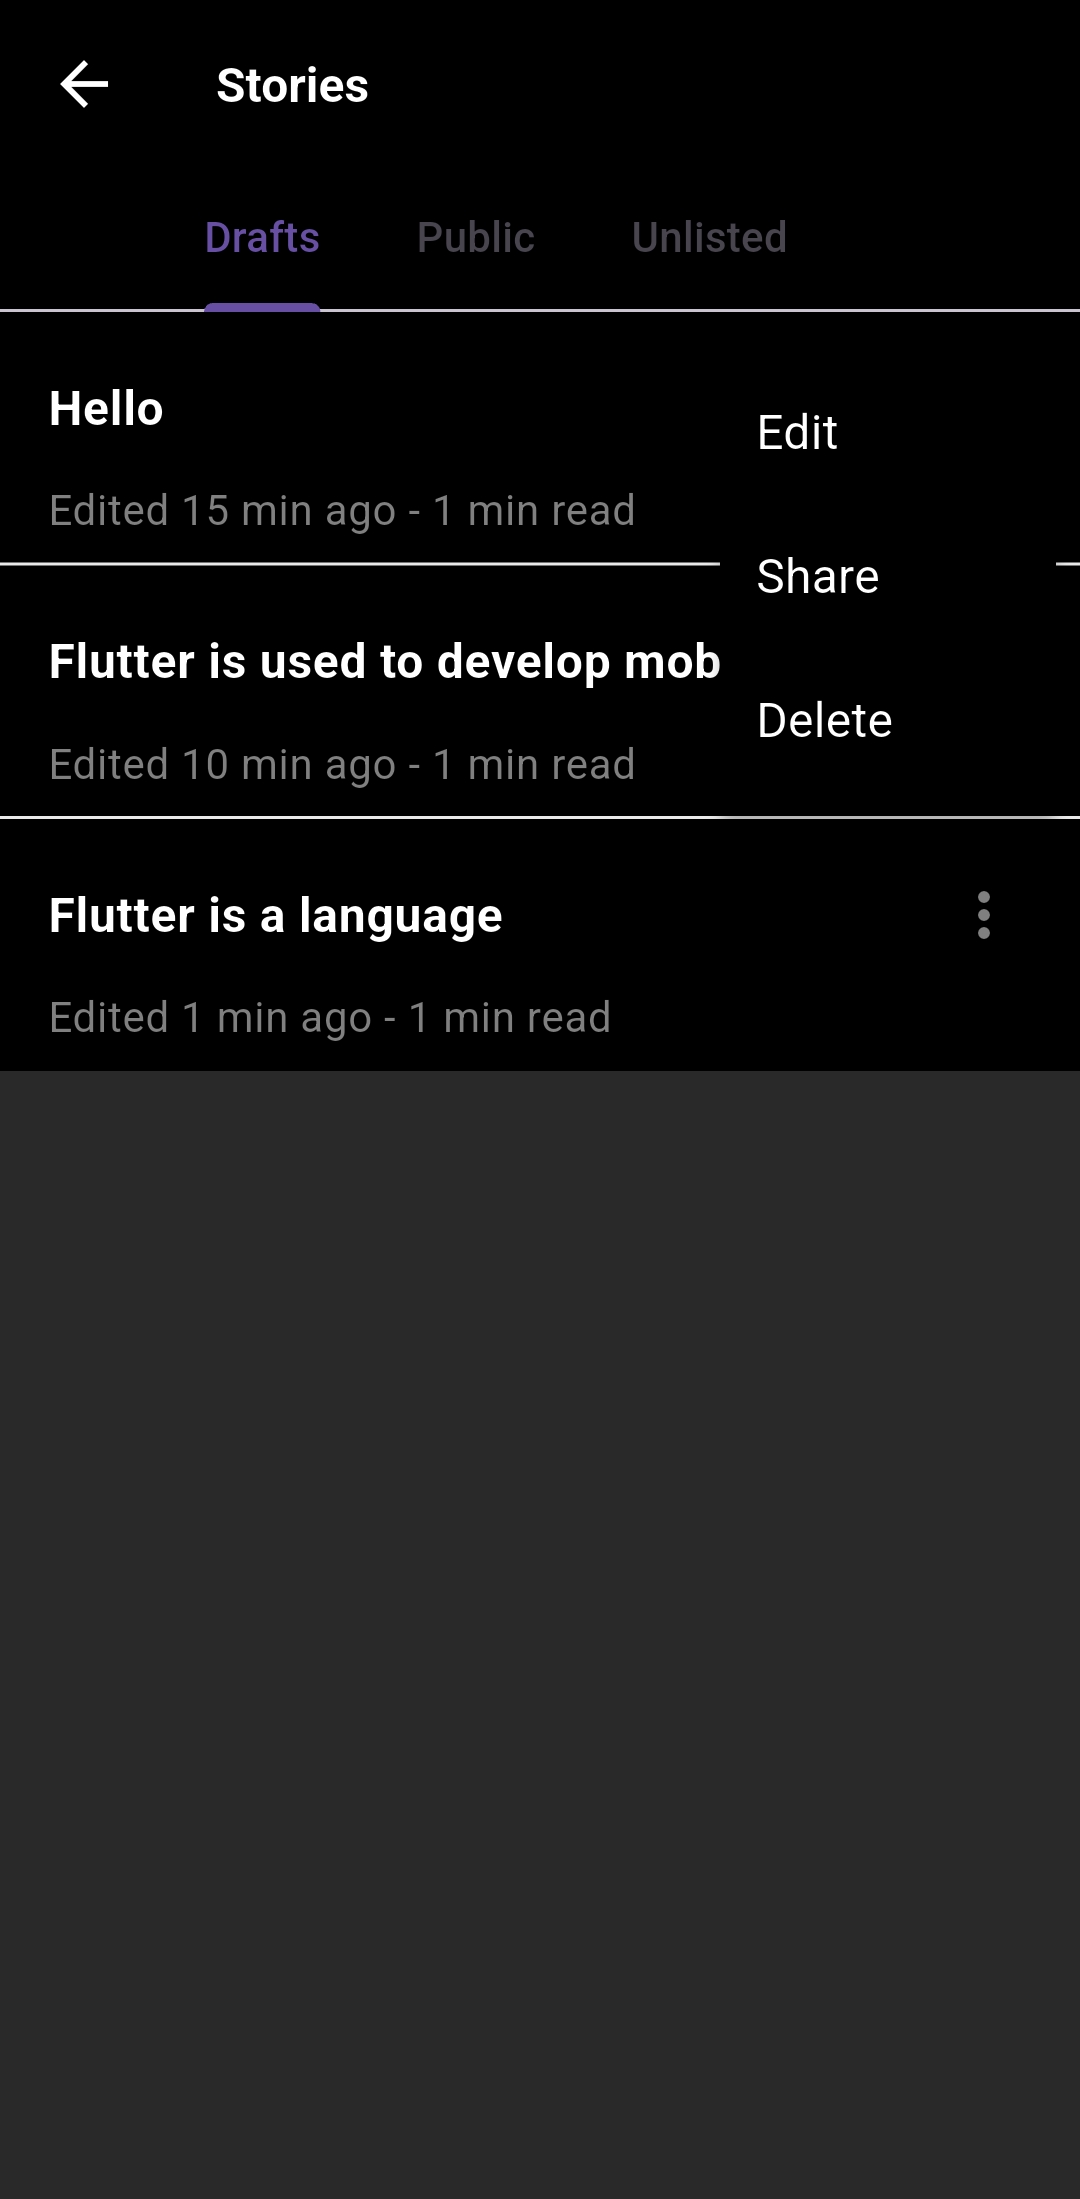 Stories
Drafts Public Unlisted
Hello
Edit
Edited 15 min ago - 1 min read
Share
Flutter is used to develop mob
Delete
Edited 10 min ago - 1 min read
Flutter is a language
Edited 1 min ago - 1 min read